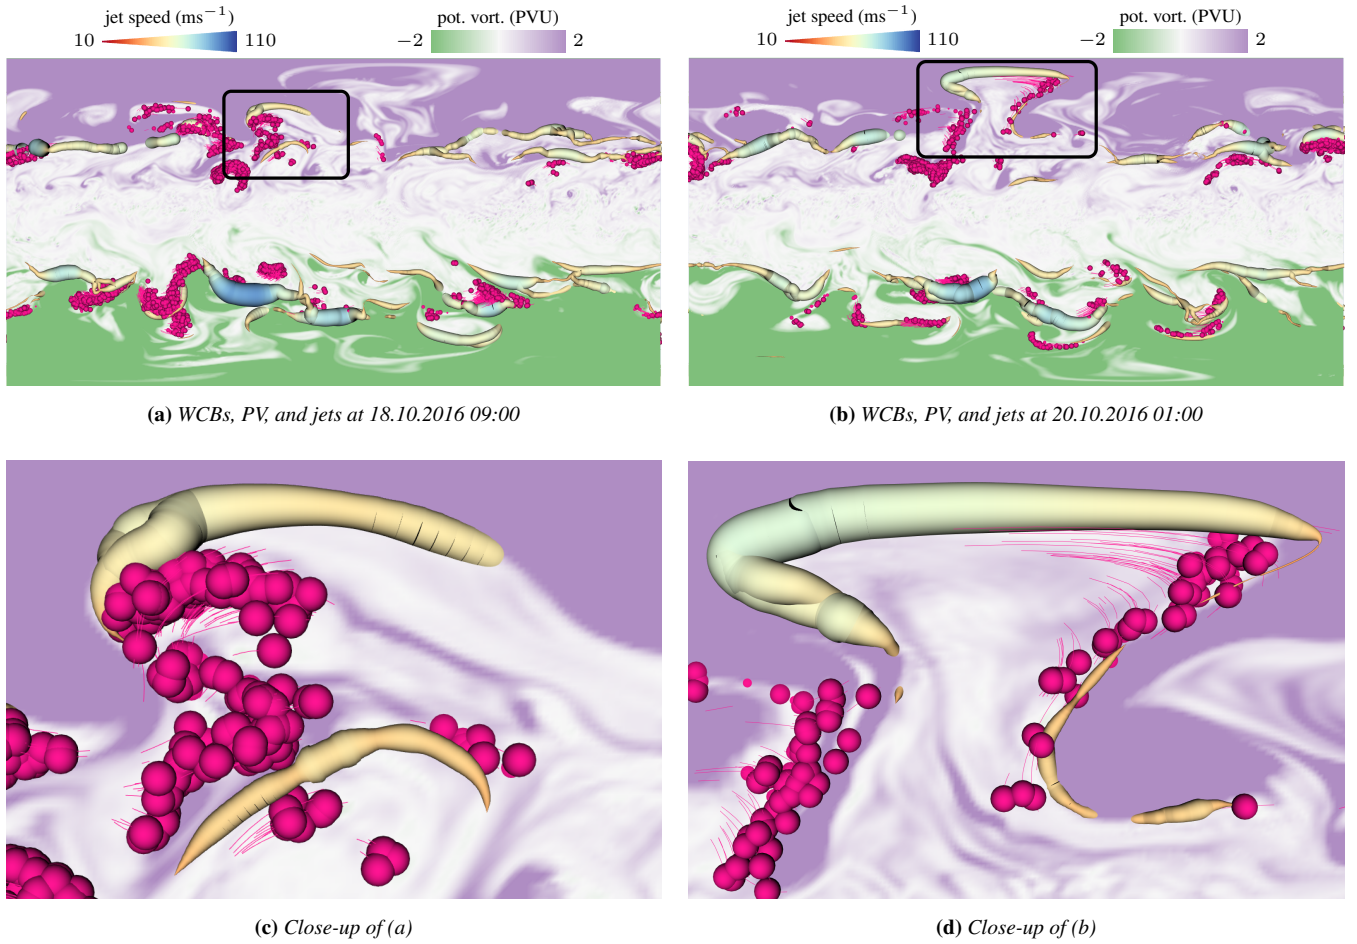 jet speed (ms−1) pot. vort. (PVU)
10 110 −2 2
jet speed (ms−1) pot. vort. (PVU)
10 110 −2 2
(a) WCBs, PV, and jets at 18.10.2016 09:00
(b) WCBs, PV, and jets at 20.10.2016 01:00
(c) Close-up of (a)
(d) Close-up of (b)